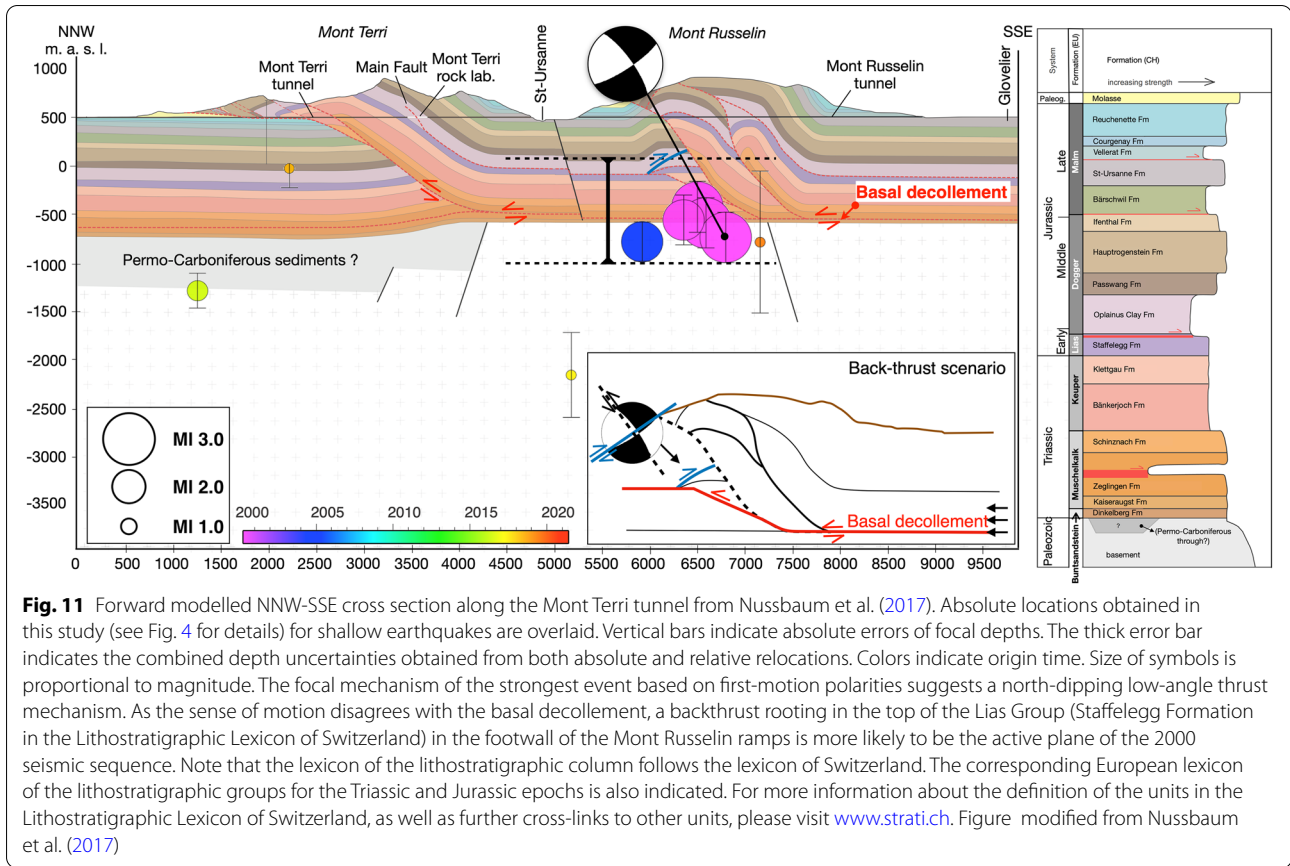 NNW
m. a. s. l.
Mont Terri
Mont Russelin
SSE
Mont Terri
tunnel
Main Fault
Mont Terri
rock lab.
St-Ursanne
Mont Russelin
tunnel
Glovelier
1000
500
0
-500
-1000
-1500
-2000
-2500
-3000
-3500
Basal decollement
Permo-Carboniferous sediments ?
Back-thrust scenario
Basal decollement
Ml 3.0
Ml 2.0
Ml 1.0
2000 2005 2010 2015 2020
0 500 1000 1500 2000 2500 3000 3500 4000 4500 5000 5500 6000 6500 7000 7500 8000 8500 9000 9500
System
Formation (EU)
Formation (CH)
increasing strength
Paleog.
Molasse
Jurassic
Late
Malm
Reuchenette Fm
Courgenay Fm
Vellerat Fm
St-Ursanne Fm
Bärschwil Fm
Middle
Dogger
Ifenthal Fm
Hauptrogenstein Fm
Passwang Fm
Oplainus Clay Fm
Early
Lias
Staffelegg Fm
Triassic
Keuper
Klettgau Fm
Bänkerjoch Fm
Muschelkalk
Schinznach Fm
Zeglingen Fm
Kaiseraugst Fm
Dinkelberg Fm
Buntsandstein
Paleozoic
?
(Permo-Carboniferous
through?)
basement
Fig. 11 Forward modelled NNW-SSE cross section along the Mont Terri tunnel from Nussbaum et al. (2017). Absolute locations obtained in
this study (see Fig. 4 for details) for shallow earthquakes are overlaid. Vertical bars indicate absolute errors of focal depths. The thick error bar
indicates the combined depth uncertainties obtained from both absolute and relative relocations. Colors indicate origin time. Size of symbols is
proportional to magnitude. The focal mechanism of the strongest event based on first-motion polarities suggests a north-dipping low-angle thrust
mechanism. As the sense of motion disagrees with the basal decollement, a backthrust rooting in the top of the Lias Group (Staffelegg Formation
in the Lithostratigraphic Lexicon of Switzerland) in the footwall of the Mont Russelin ramps is more likely to be the active plane of the 2000
seismic sequence. Note that the lexicon of the lithostratigraphic column follows the lexicon of Switzerland. The corresponding European lexicon
of the lithostratigraphic groups for the Triassic and Jurassic epochs is also indicated. For more information about the definition of the units in the
Lithostratigraphic Lexicon of Switzerland, as well as further cross-links to other units, please visit www.strati.ch. Figure modified from Nussbaum
et al. (2017)